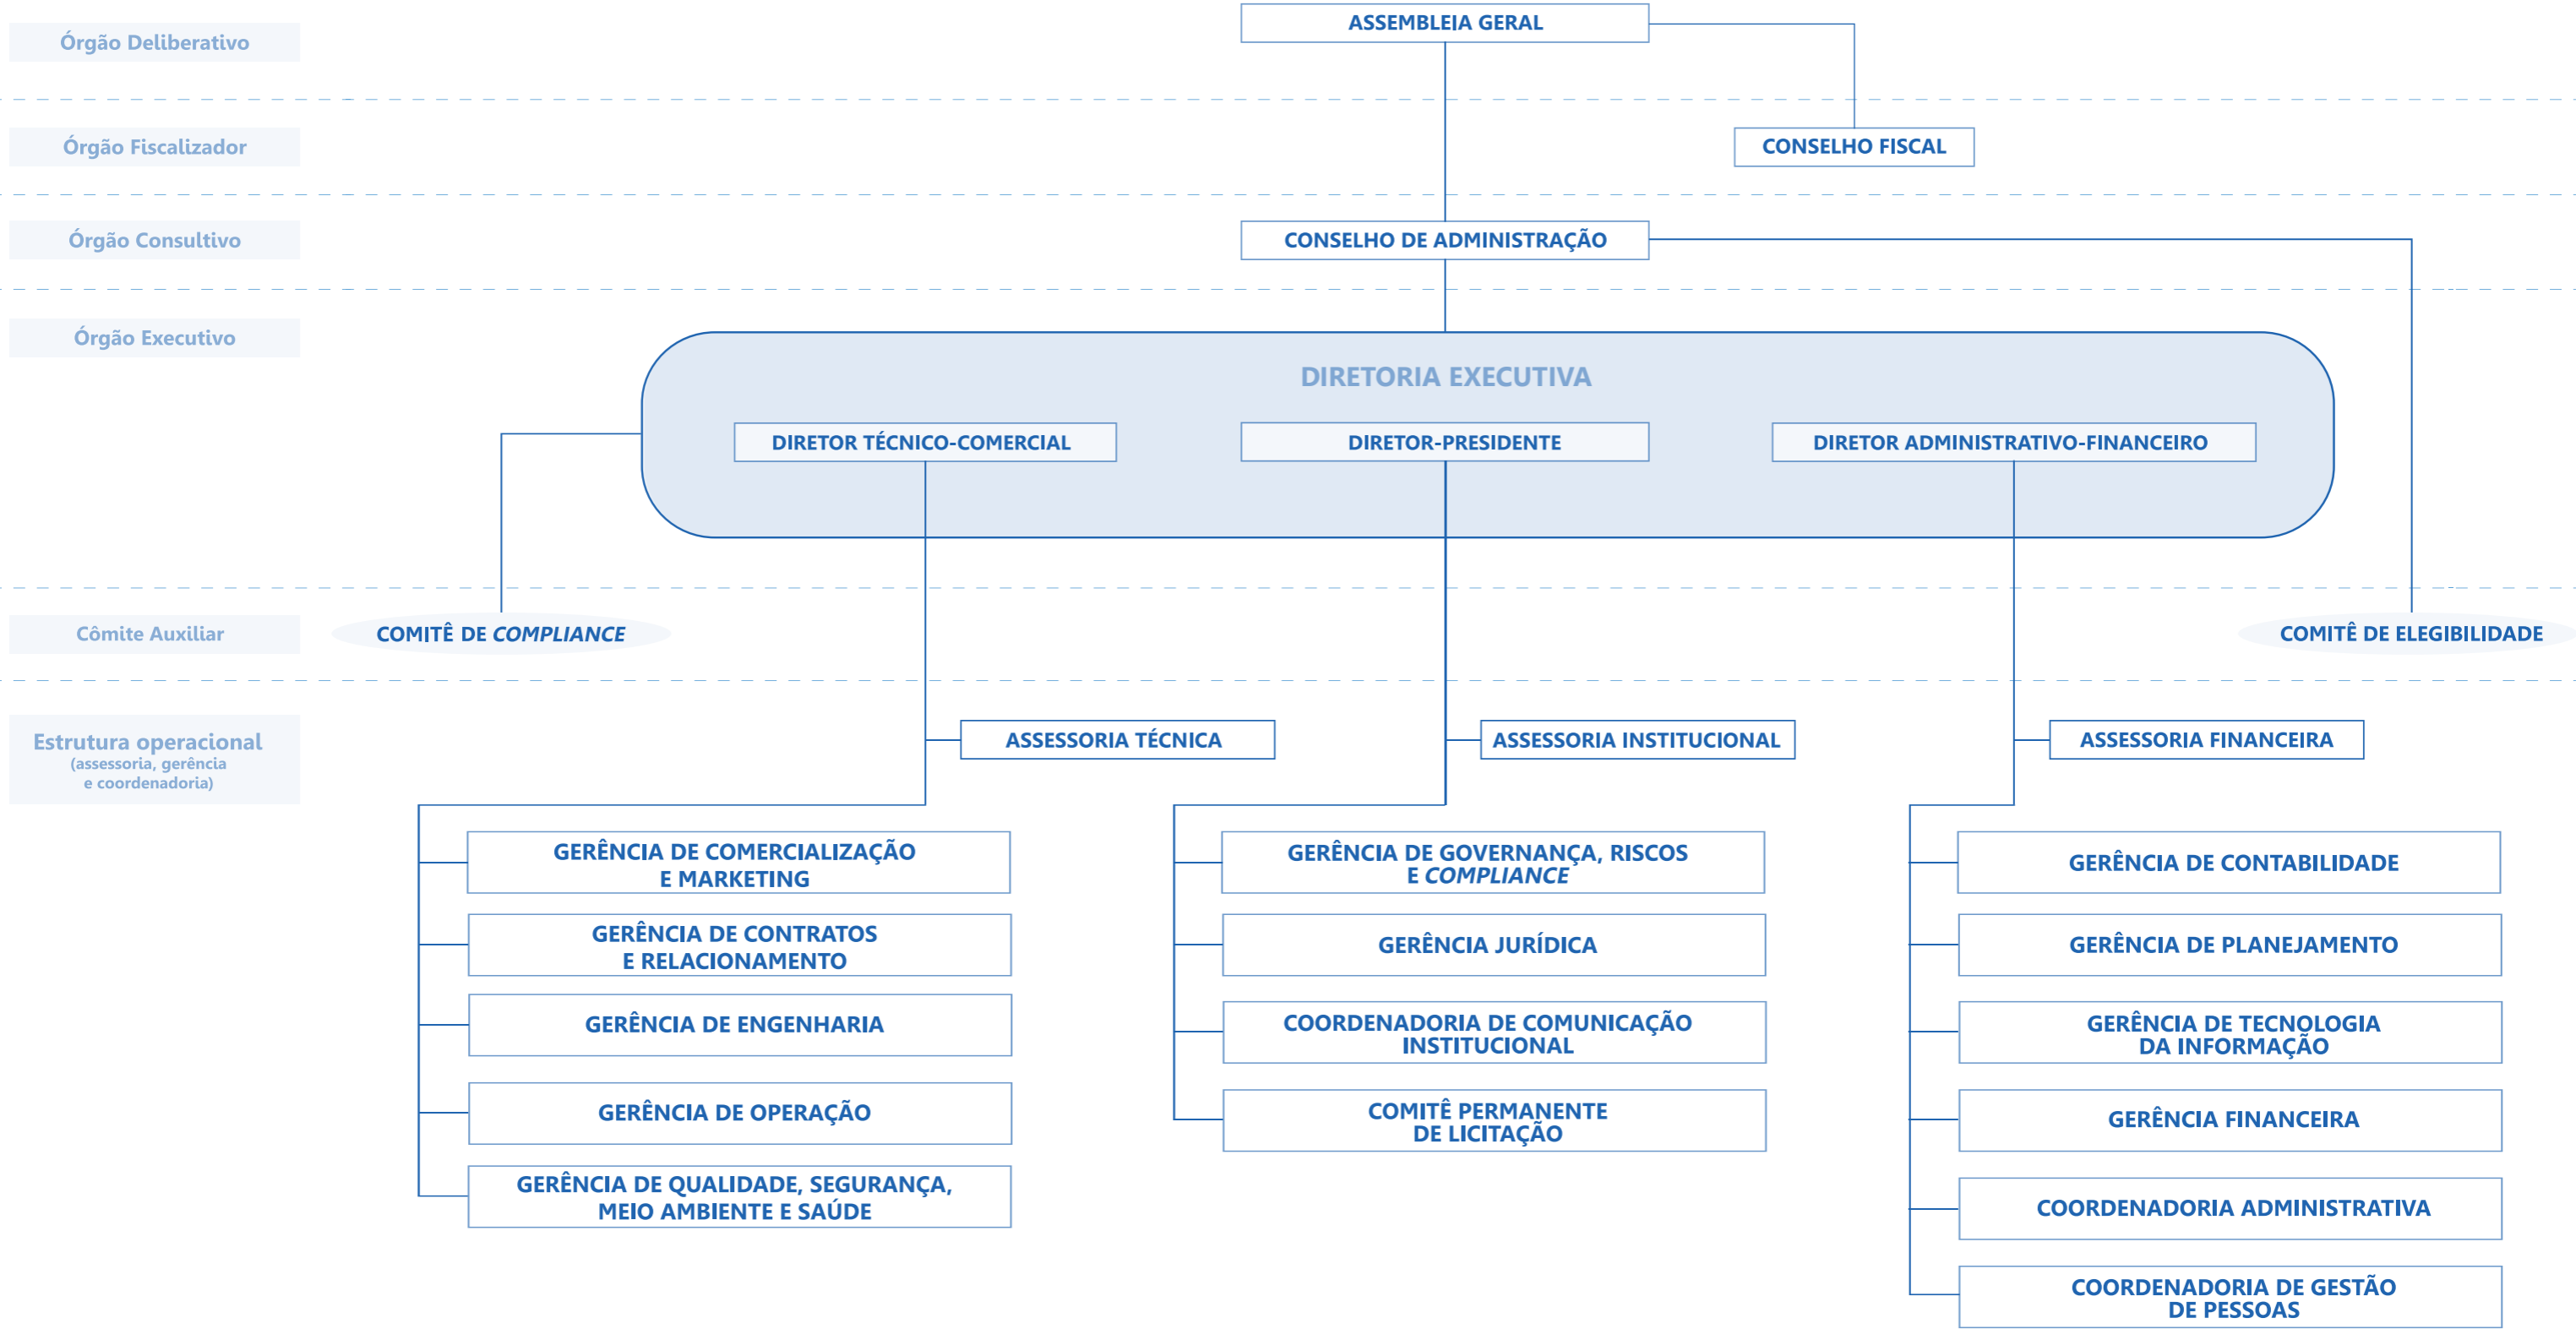 Órgão Deliberativo
ASSEMBLEIA GERAL
Órgão Fiscalizador
CONSELHO FISCAL
Órgão Consultivo
CONSELHO DE ADMINISTRAÇÃO
Órgão Executivo
DIRETORIA EXECUTIVA
DIRETOR TÉCNICO-COMERCIAL
DIRETOR-PRESIDENTE
DIRETOR ADMINISTRATIVO-FINANCEIRO
Cômite Auxiliar
COMITÊ DE COMPLIANCE
COMITÊ DE ELEGIBILIDADE
Estrutura operacional
(assessoria, gerência
e coordenadoria)
ASSESSORIA TÉCNICA
ASSESSORIA INSTITUCIONAL
ASSESSORIA FINANCEIRA
GERÊNCIA DE COMERCIALIZAÇÃO
E MARKETING
GERÊNCIA DE CONTRATOS
E RELACIONAMENTO
GERÊNCIA DE ENGENHARIA
GERÊNCIA DE OPERAÇÃO
GERÊNCIA DE QUALIDADE, SEGURANÇA,
MEIO AMBIENTE E SAÚDE
GERÊNCIA DE GOVERNANÇA, RISCOS
E COMPLIANCE
GERÊNCIA JURÍDICA
COORDENADORIA DE COMUNICAÇÃO
INSTITUCIONAL
COMITÊ PERMANENTE
DE LICITAÇÃO
GERÊNCIA DE CONTABILIDADE
GERÊNCIA DE PLANEJAMENTO
GERÊNCIA DE TECNOLOGIA
DA INFORMAÇÃO
GERÊNCIA FINANCEIRA
COORDENADORIA ADMINISTRATIVA
COORDENADORIA DE GESTÃO
DE PESSOAS